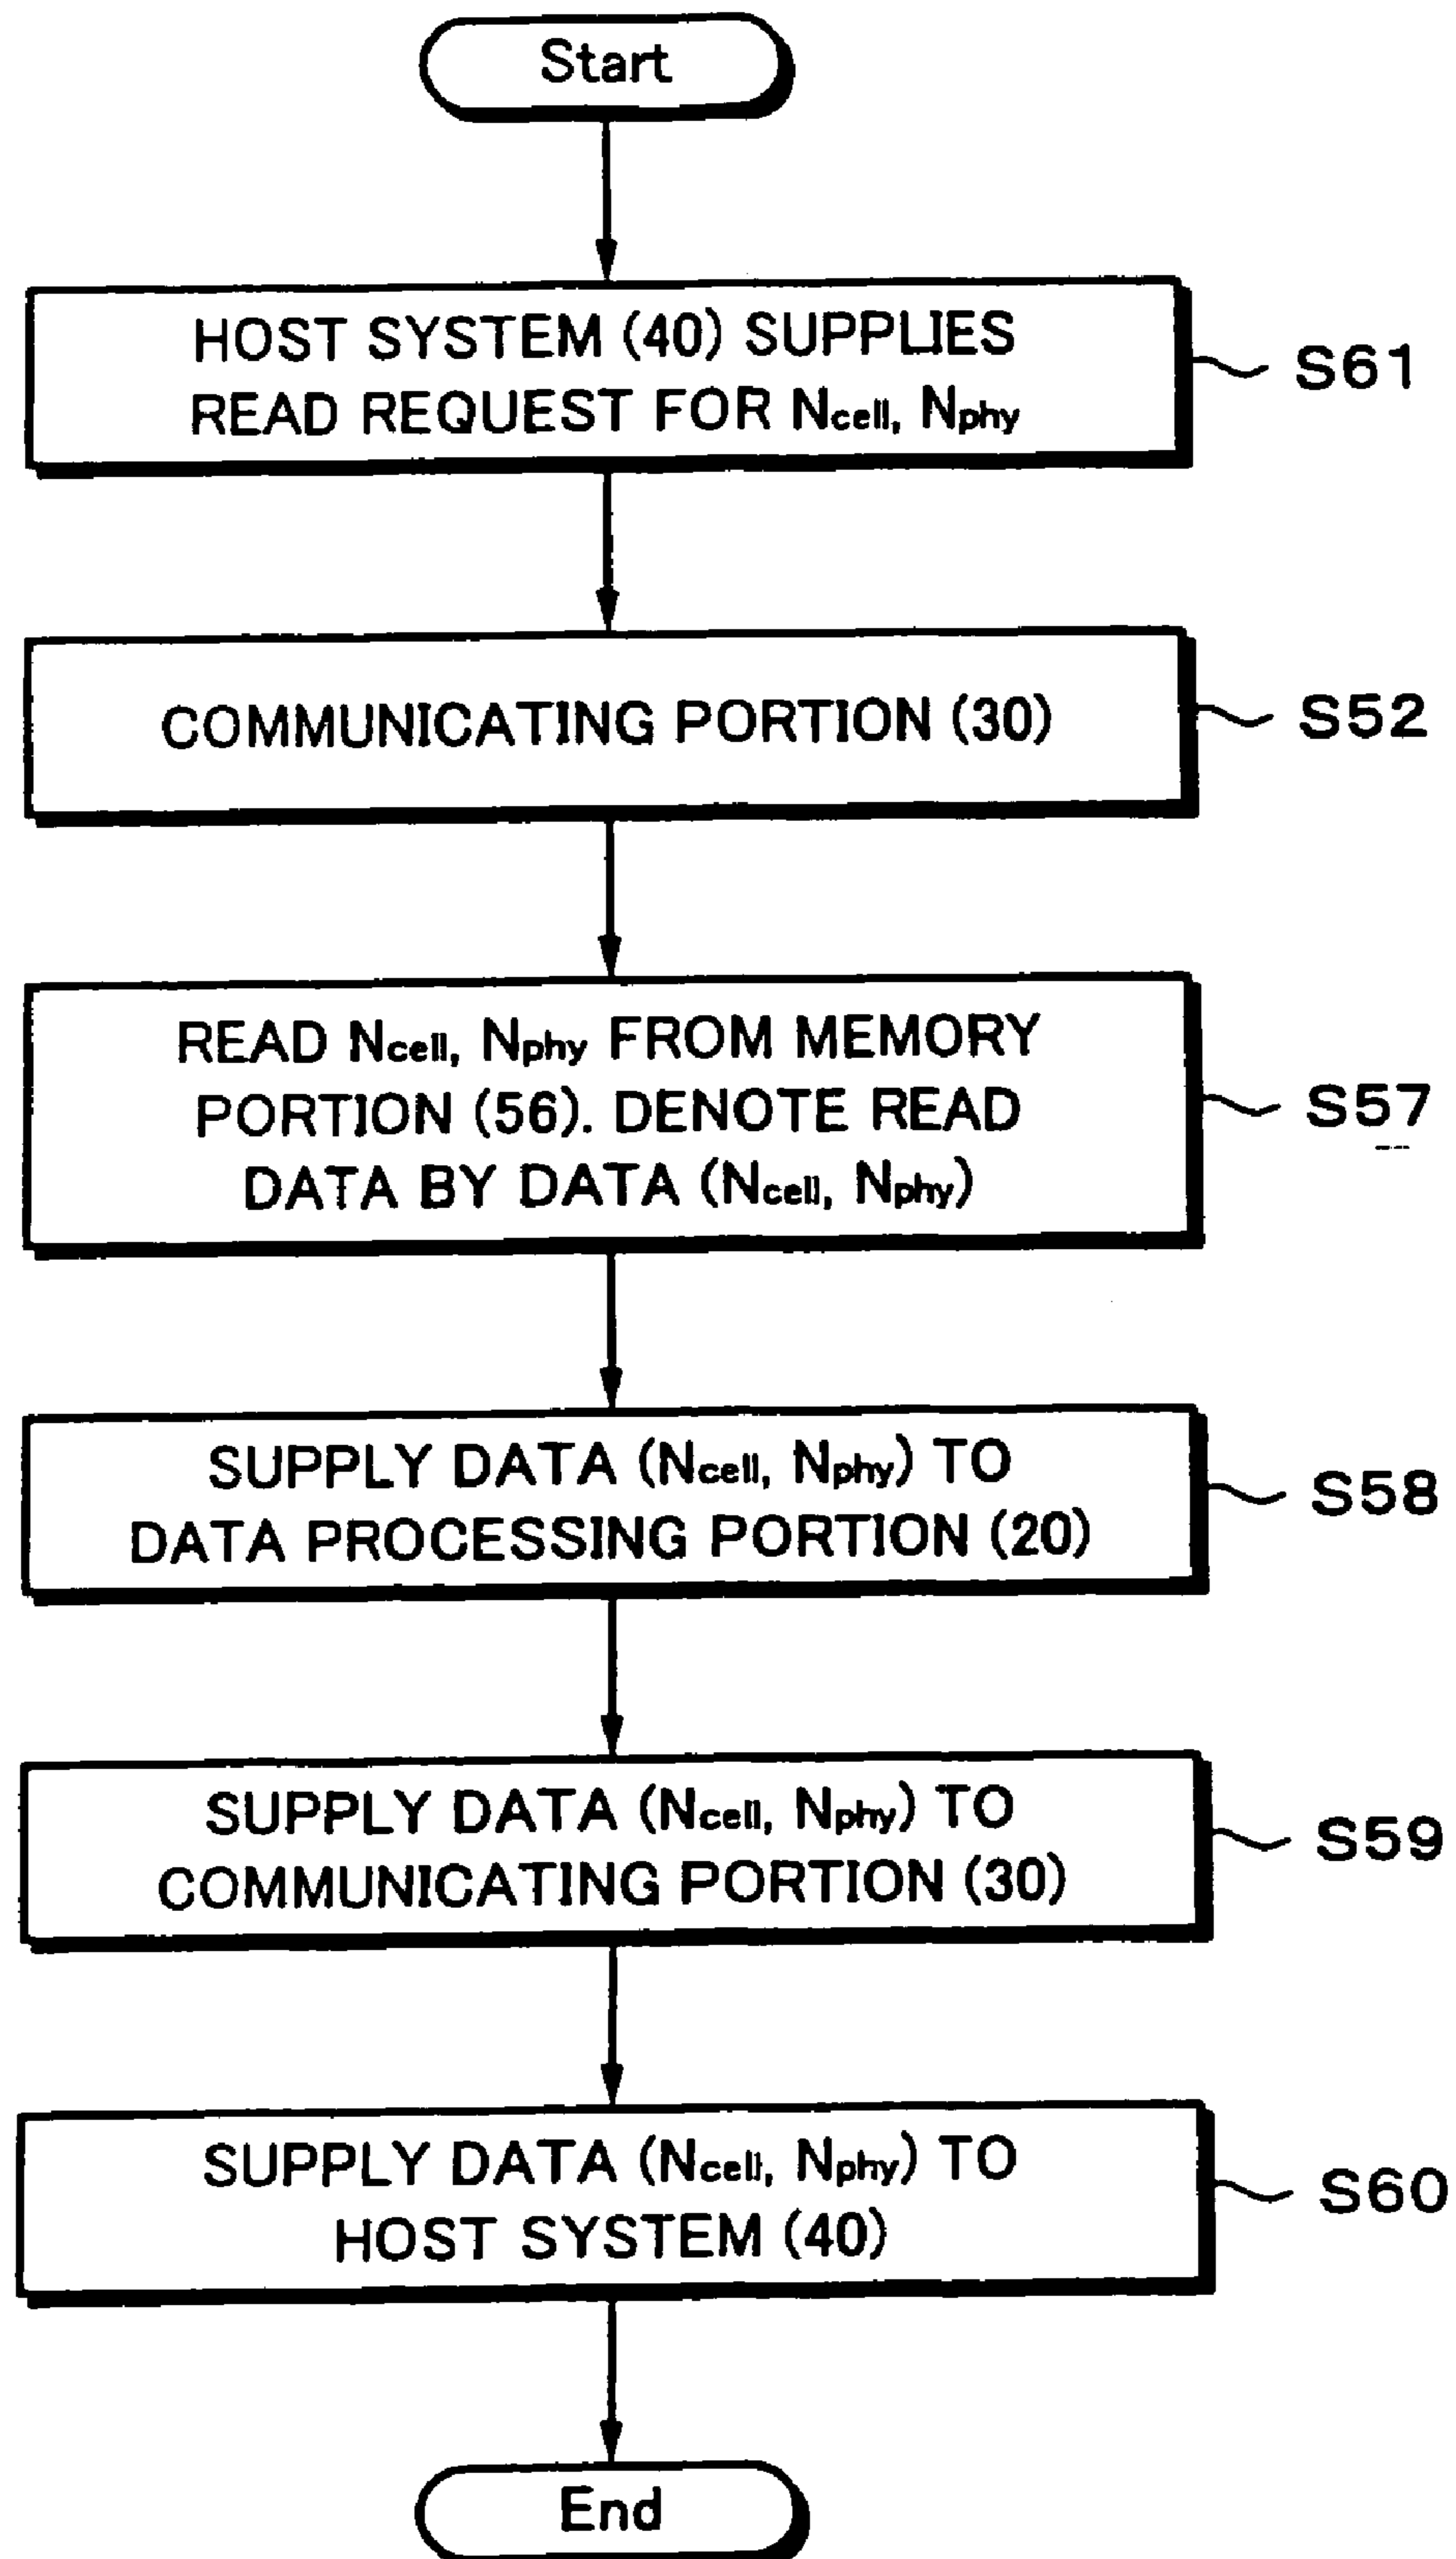 Start
HOST SYSTEM (40) SUPPLIES
READ REQUEST FOR Ncell, Nphy
S61
COMMUNICATING PORTION (30)
S52
READ Ncell, Nphy FROM MEMORY
PORTION (56). DENOTE READ
DATA BY DATA (Ncell, Nphy)
S57
SUPPLY DATA (Ncell, Nphy) TO
DATA PROCESSING PORTION (20)
S58
SUPPLY DATA (Ncell, Nphy) TO
COMMUNICATING PORTION (30)
S59
SUPPLY DATA (Ncell, Nphy) TO
HOST SYSTEM (40)
S60
End